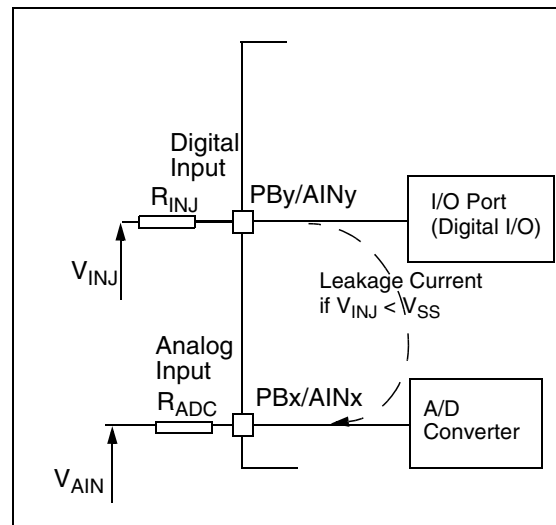 Digital
Input
R_INJ
PBy/AINy
I/O Port
(Digital I/O)
V_INJ
Leakage Current
if V_INJ < V_SS
Analog
Input
R_ADC
PBx/AINx
A/D
Converter
V_AIN